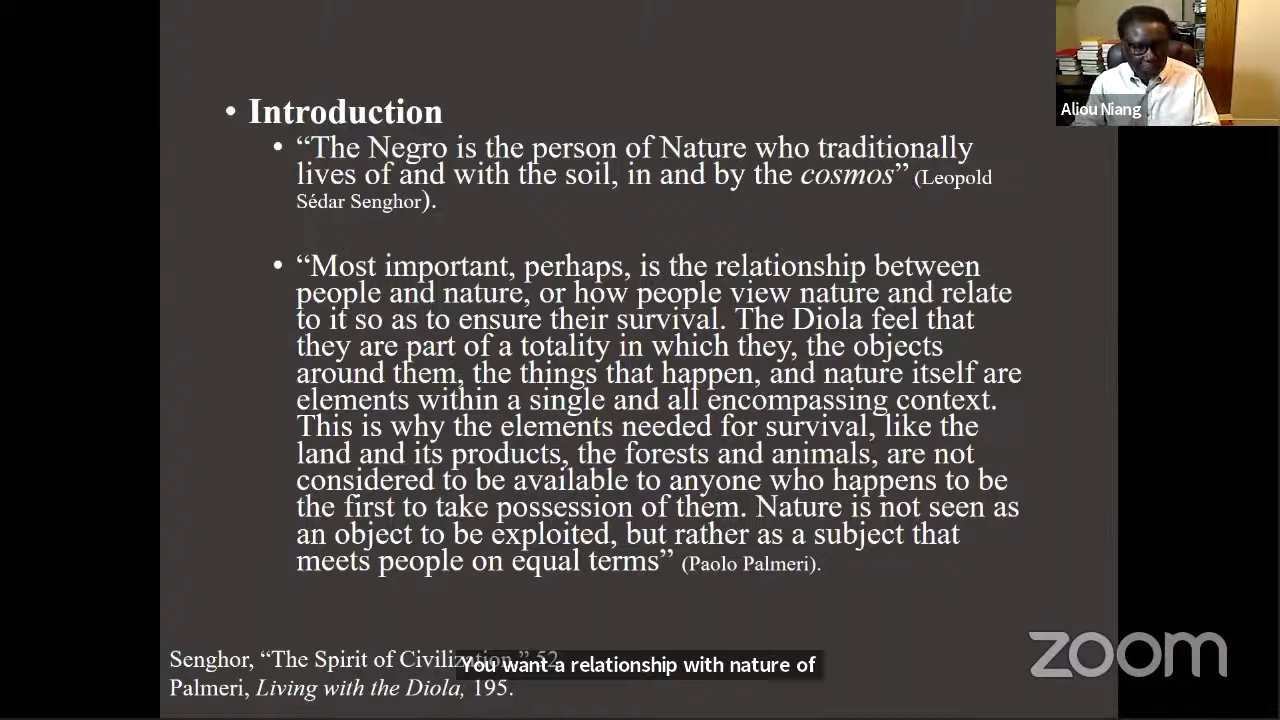 • Introduction
• “The Negro is the person of Nature who traditionally
lives of and with the soil, in and by the cosmos” (Leopold
Sédar Senghor).
• “Most important, perhaps, is the relationship between
people and nature, or how people view nature and relate
to it so as to ensure their survival. The Diola feel that
they are part of a totality in which they, the objects
around them, the things that happen, and nature itself are
elements within a single and all encompassing context.
This is why the elements needed for survival, like the
land and its products, the forests and animals, are not
considered to be available to anyone who happens to be
the first to take possession of them. Nature is not seen as
an object to be exploited, but rather as a subject that
meets people on equal terms” (Paolo Palmeri).
Senghor, “The Spirit of Civilization,” 52
Palmeri, Living with the Diola, 195.
You want a relationship with nature of
Aliou Niang
zoom